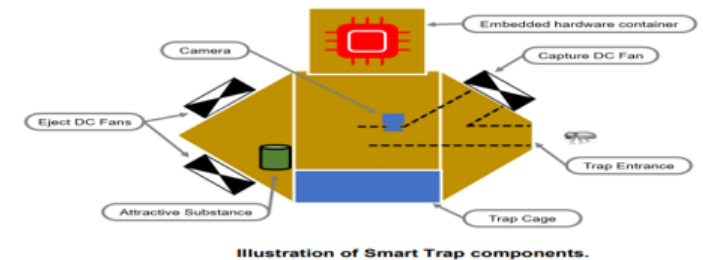 Embedded hardware container
Camera
Capture DC Fan
Eject DC Fans
Trap Entrance
Attractive Substance
Trap Cage
Illustration of Smart Trap components.